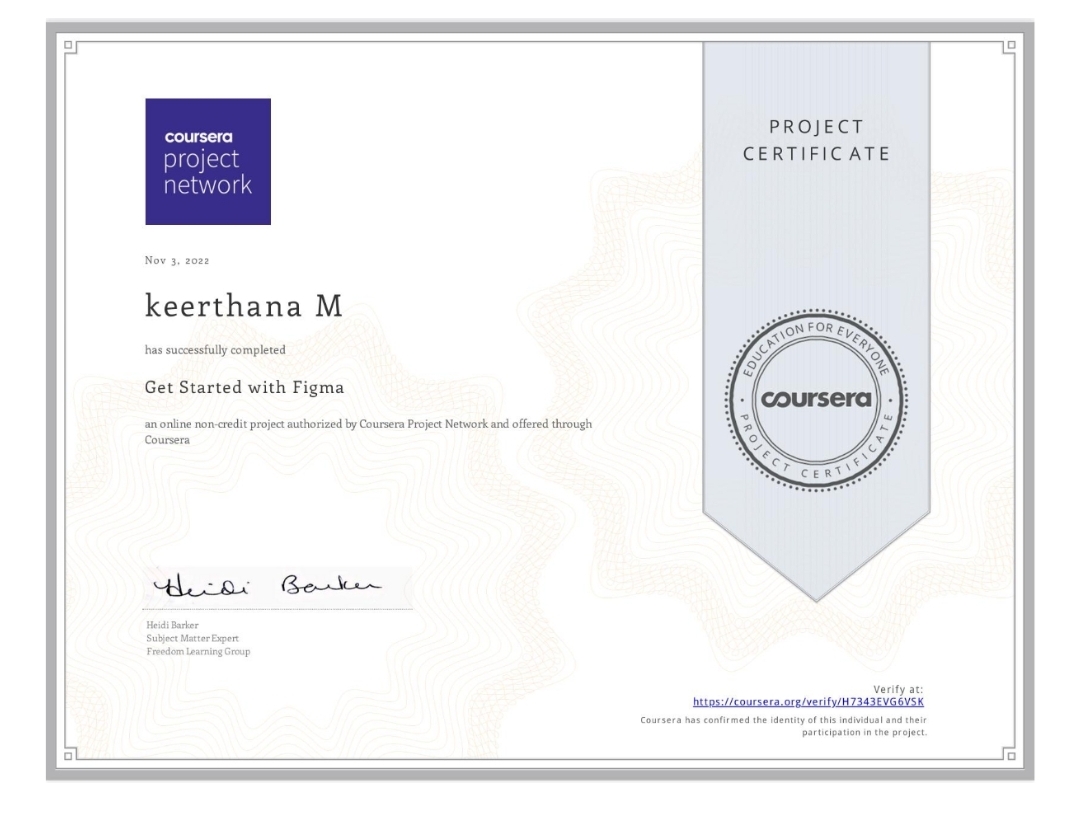 coursera
project
network
PROJECT
CERTIFICATE
Nov 3, 2022
keerthana M
has successfully completed
Get Started with Figma
an online non-credit project authorized by Coursera Project Network and offered through
Coursera
EDUCATION FOR EVERYONE
coursera
PROJECT CERTIFICATE
Heidi Barker
Heidi Barker
Subject Matter Expert
Freedom Learning Group
Verify at:
https://coursera.org/verify/H7343EVG6VSK
Coursera has confirmed the identity of this individual and their
participation in the project.